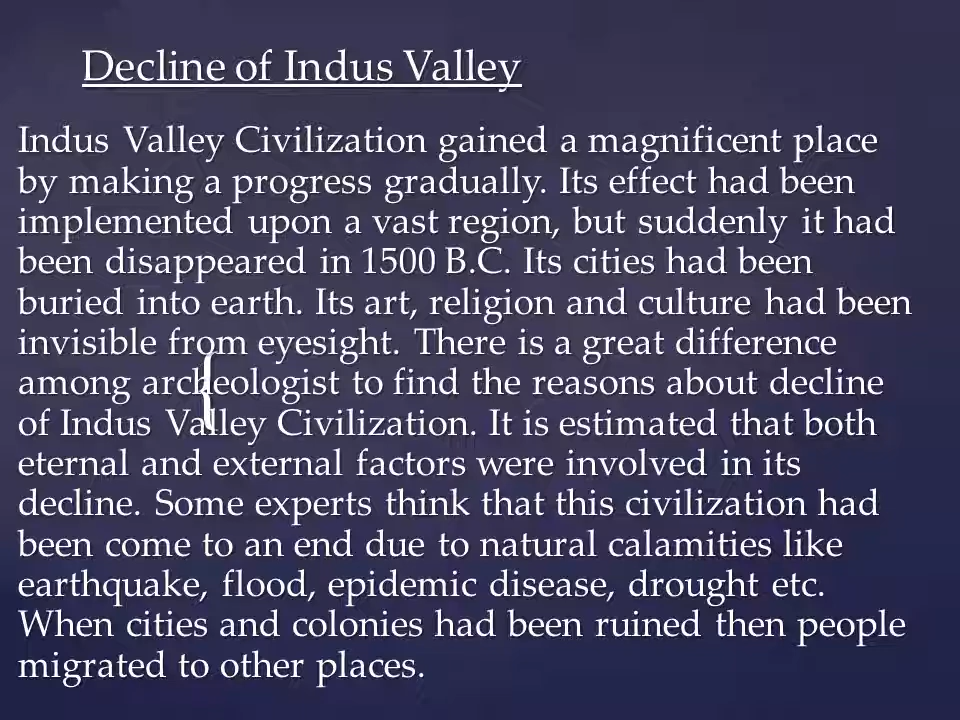 Decline of Indus Valley
Indus Valley Civilization gained a magnificent place
by making a progress gradually. Its effect had been
implemented upon a vast region, but suddenly it had
been disappeared in 1500 B.C. Its cities had been
buried into earth. Its art, religion and culture had been
invisible from eyesight. There is a great difference
among archeologist to find the reasons about decline
of Indus Valley Civilization. It is estimated that both
eternal and external factors were involved in its
decline. Some experts think that this civilization had
been come to an end due to natural calamities like
earthquake, flood, epidemic disease, drought etc.
When cities and colonies had been ruined then people
migrated to other places.